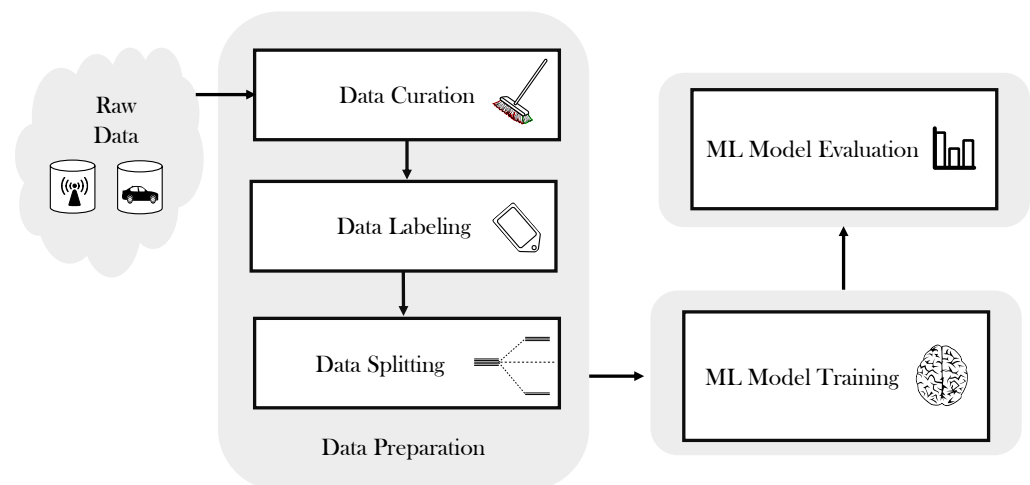 Raw
Data
Data Curation
Data Labeling
Data Splitting
Data Preparation
ML Model Evaluation
ML Model Training